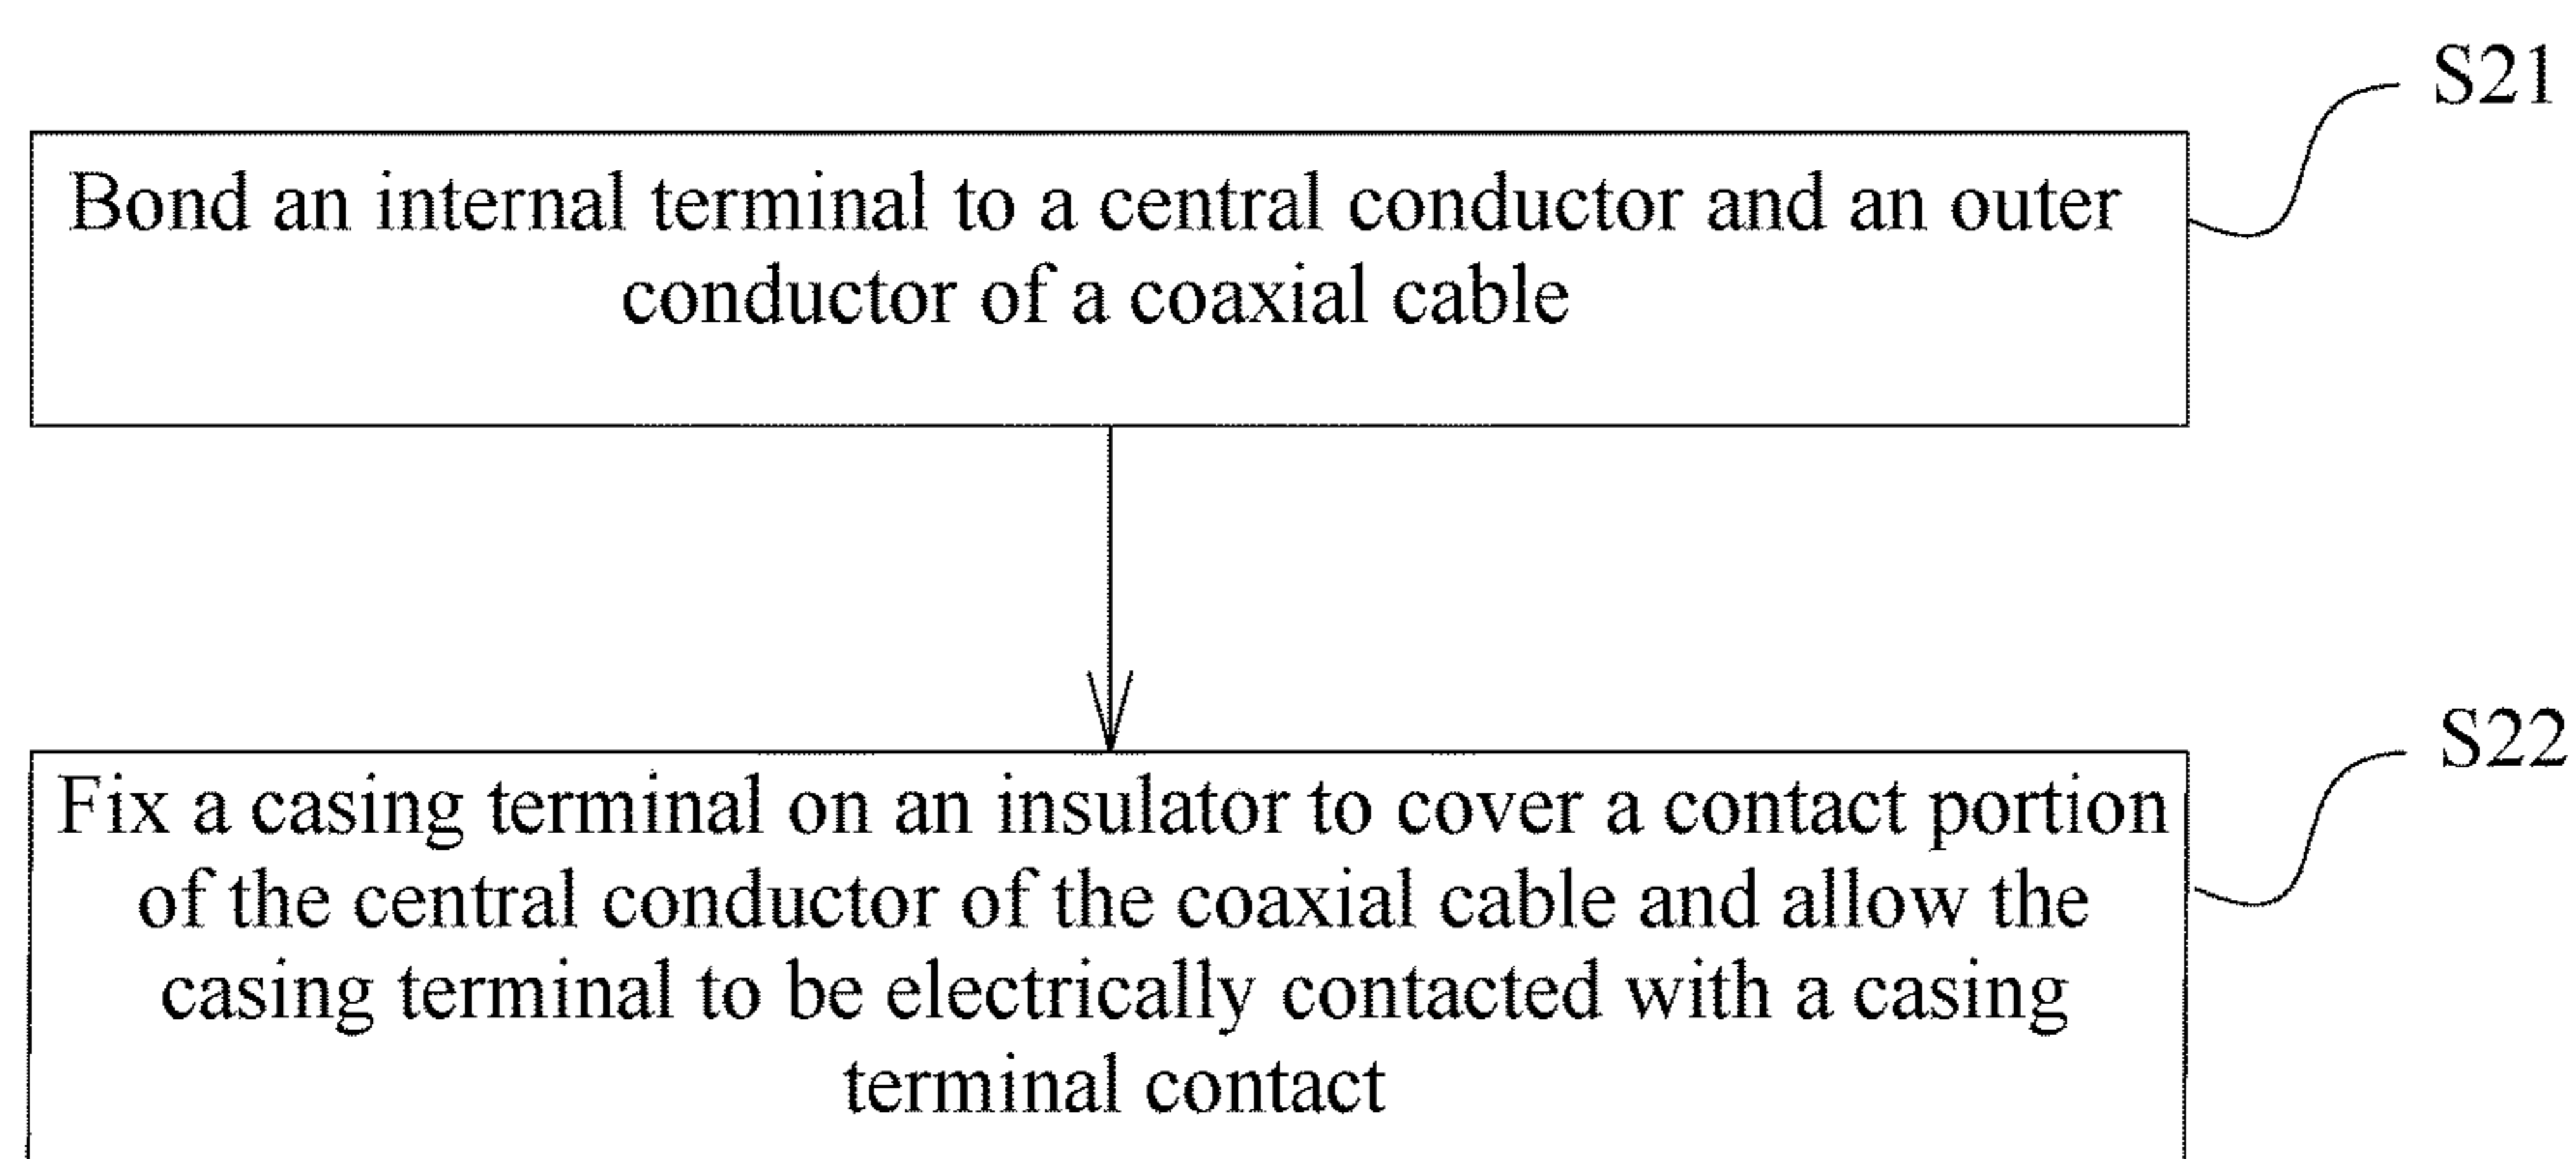 S21
Bond an internal terminal to a central conductor and an outer
conductor of a coaxial cable
S22
Fix a casing terminal on an insulator to cover a contact portion
of the central conductor of the coaxial cable and allow the
casing terminal to be electrically contacted with a casing
terminal contact